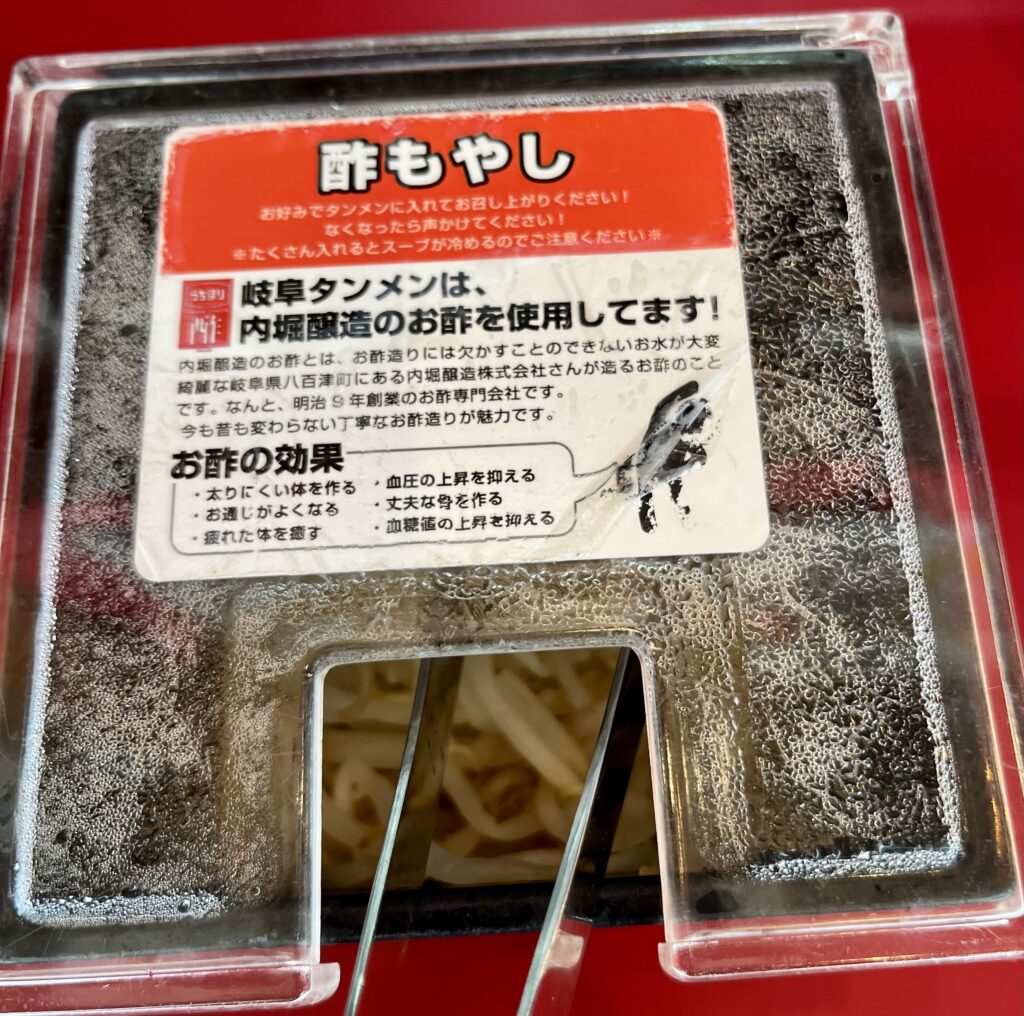 酢もやし
お好みでタンメンに入れてお召し上がりください！
なくなったら声かけてください！
※たくさん入れるとスープが冷めるのでご注意ください※
うちぼり
酢
岐阜タンメンは、
内堀醸造のお酢を使用してます！
内堀醸造のお酢とは、お酢造りには欠かすことのできないお水が大変
綺麗な岐阜県八百津町にある内堀醸造株式会社さんが造るお酢のこと
です。なんと、明治９年創業のお酢専門会社です。
今も昔も変わらない丁寧なお酢造りが魅力です。
お酢の効果
・太りにくい体を作る
・お通じがよくなる
・疲れた体を癒す
・血圧の上昇を抑える
・丈夫な骨を作る
・血糖値の上昇を抑える